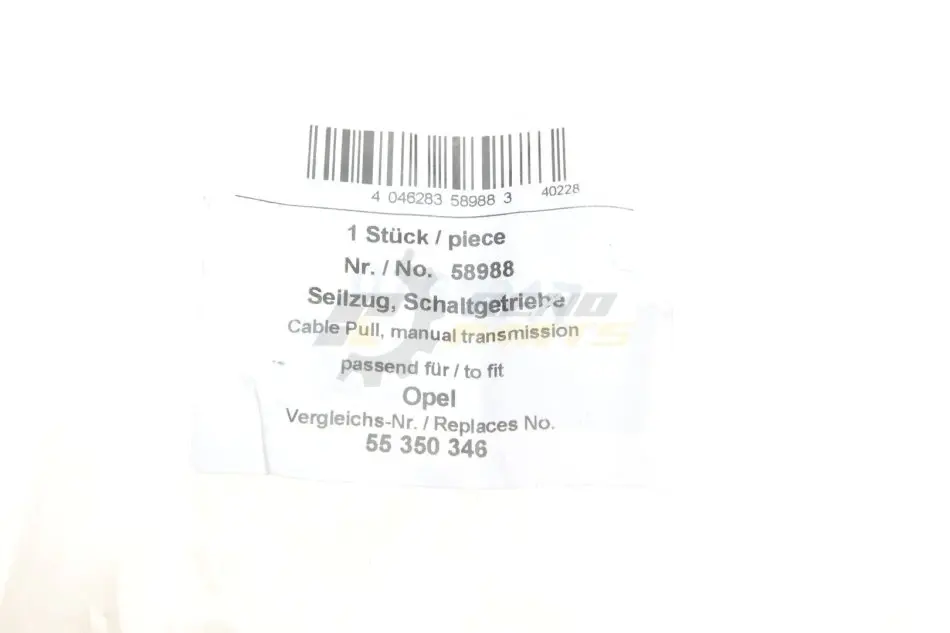 4 046283 58988 3
40228
1 Stück / piece
Nr. / No. 58988
Seilzug, Schaltgetriebe
Cable Pull, manual transmission
passend für / to fit
Opel
Vergleichs-Nr. / Replaces No.
55 350 346